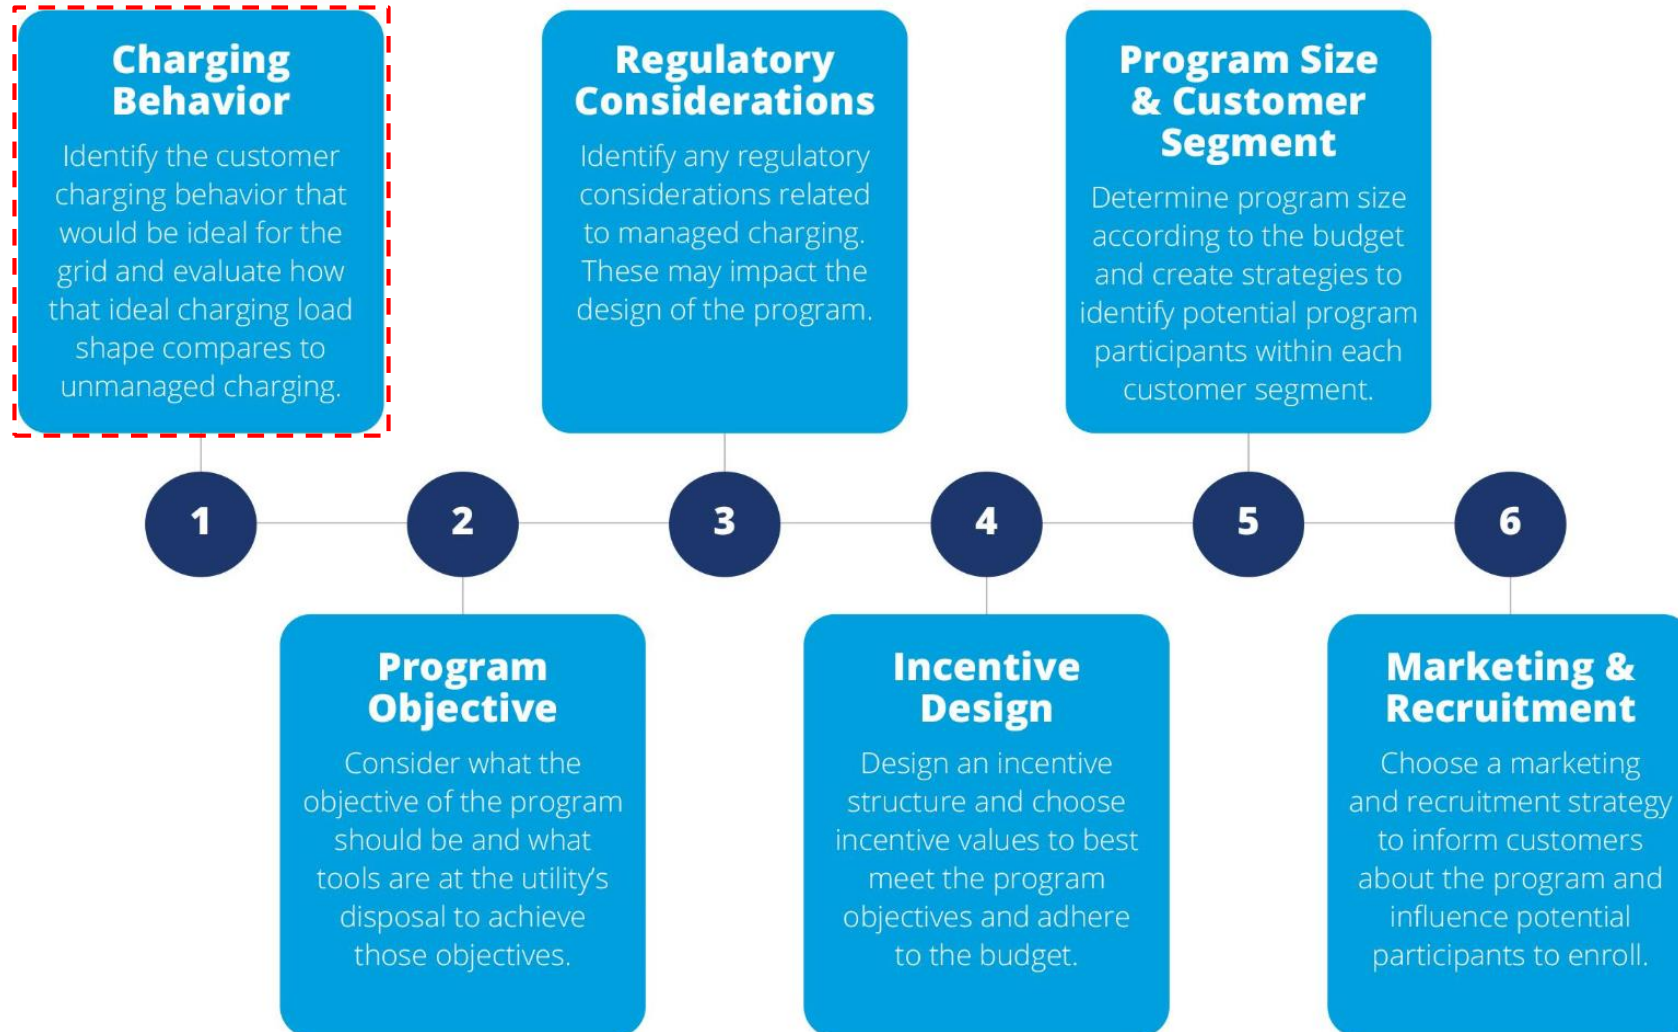 Charging
Behavior
Identify the customer
charging behavior that
would be ideal for the
grid and evaluate how
that ideal charging load
shape compares to
unmanaged charging.
Regulatory
Considerations
Identify any regulatory
considerations related
to managed charging.
These may impact the
design of the program.
Program Size
& Customer
Segment
Determine program size
according to the budget
and create strategies to
identify potential program
participants within each
customer segment.
1
2
3
4
5
6
Program
Objective
Consider what the
objective of the program
should be and what
tools are at the utility’s
disposal to achieve
those objectives.
Incentive
Design
Design an incentive
structure and choose
incentive values to best
meet the program
objectives and adhere
to the budget.
Marketing &
Recruitment
Choose a marketing
and recruitment strategy
to inform customers
about the program and
influence potential
participants to enroll.